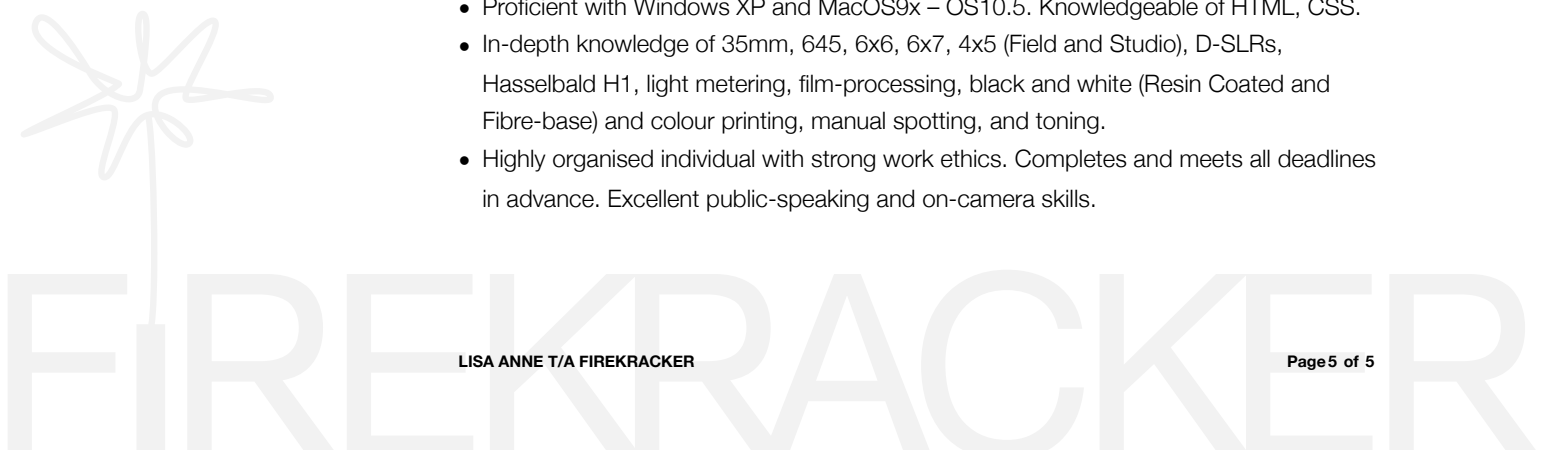 • Proficient with Windows XP and MacOS9x – OS10.5. Knowledgeable of HTML, CSS.
• In-depth knowledge of 35mm, 645, 6x6, 6x7, 4x5 (Field and Studio), D-SLRs,
Hasselbald H1, light metering, film-processing, black and white (Resin Coated and
Fibre-base) and colour printing, manual spotting, and toning.
• Highly organised individual with strong work ethics. Completes and meets all deadlines
in advance. Excellent public-speaking and on-camera skills.
FIREKRACKER
LISA ANNE T/A FIREKRACKER Page5 of 5